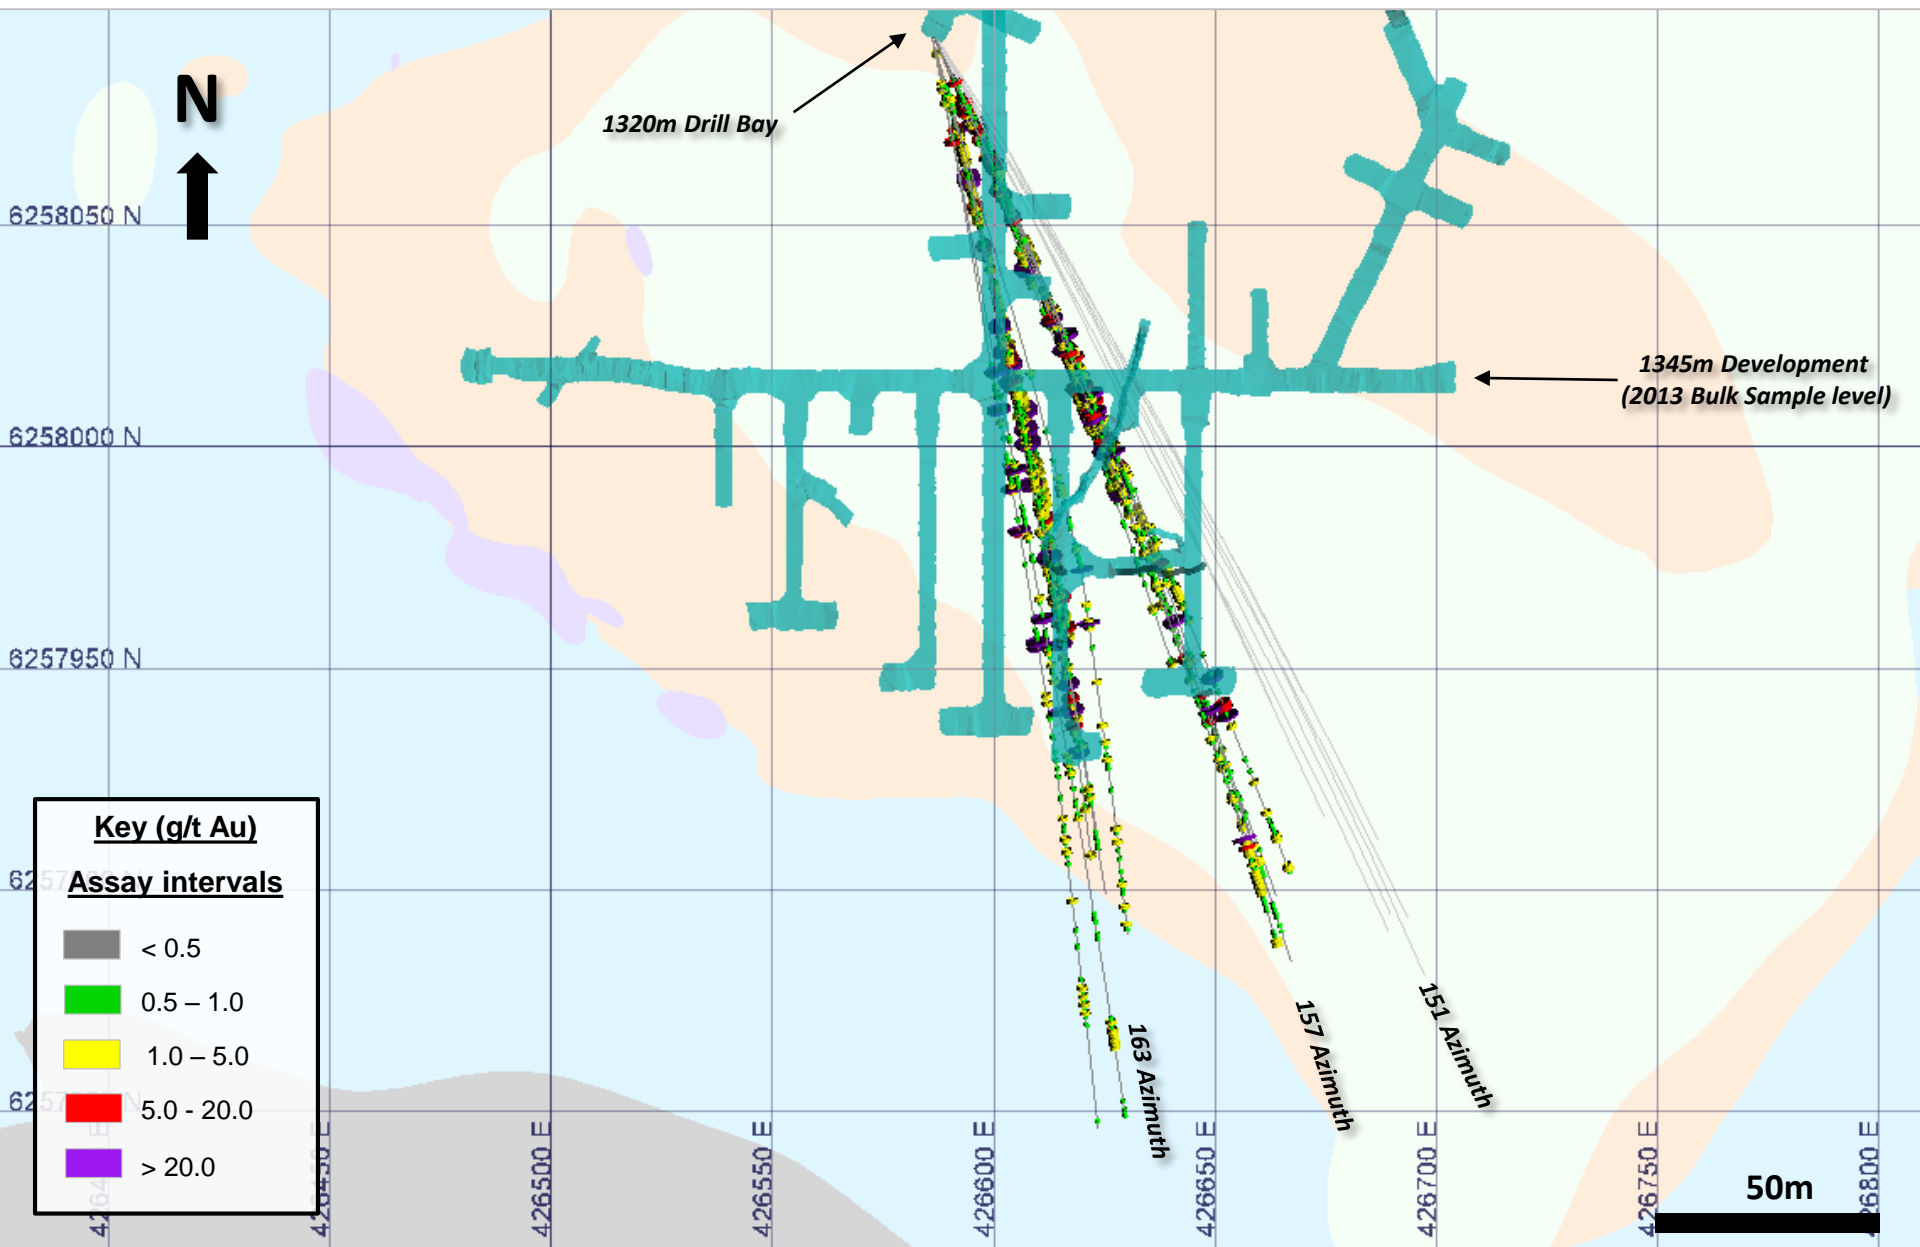 N
1320m Drill Bay
6258050 N
1345m Development
(2013 Bulk Sample level)
6258000 N
6257950 N
Key (g/t Au)
Assay intervals
< 0.5
0.5 – 1.0
1.0 – 5.0
5.0 - 20.0
> 20.0
163 Azimuth
157 Azimuth
151 Azimuth
426500 E
426550 E
426600 E
426650 E
426700 E
426750 E
426800 E
50m